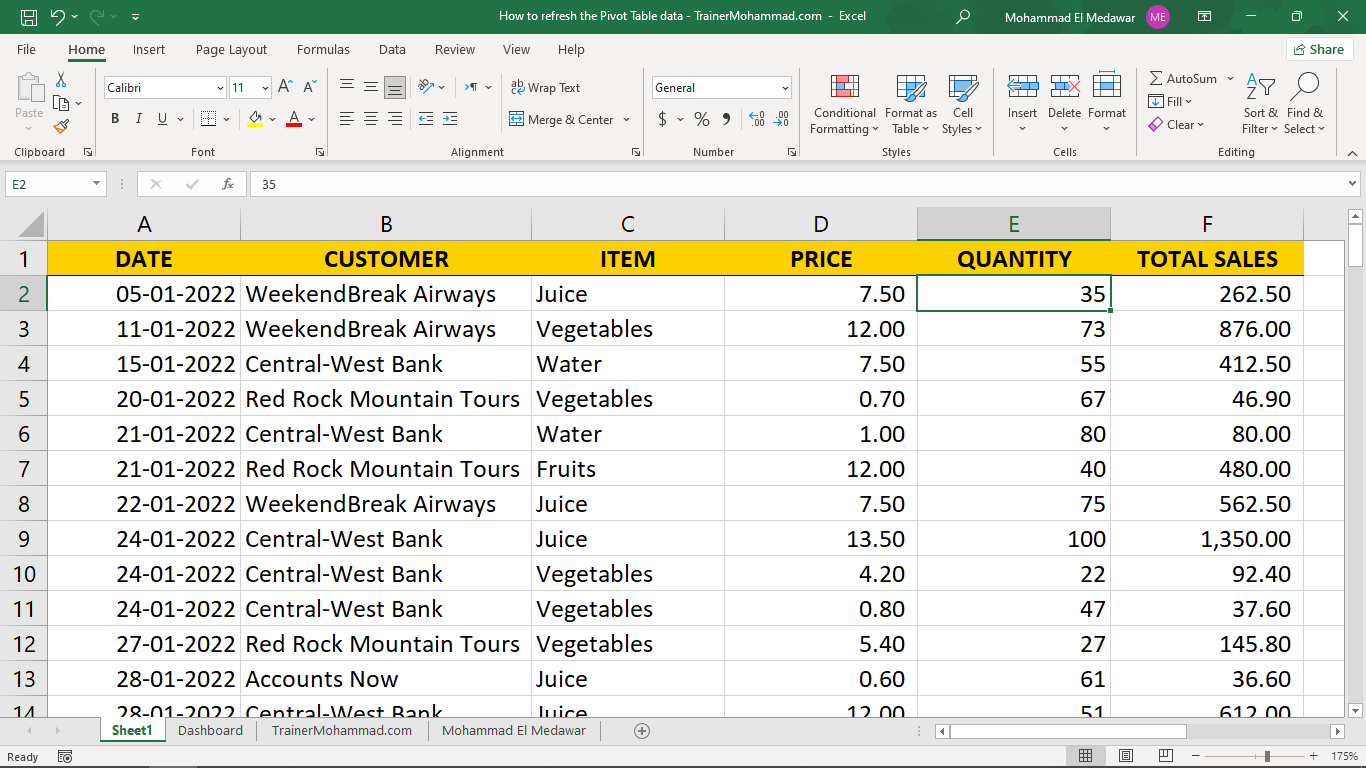 How to refresh the Pivot Table data - TrainerMohammad.com - Excel Mohammad El Medawar ME
File Home Insert Page Layout Formulas Data Review View Help Share
Paste Calibri 11 A A ab Wrap Text General Conditional Formatting Format as Table Cell Styles Insert Delete Format AutoSum Fill Clear Sort & Filter Find & Select
B I U A Merge & Center $ % 9 .00 .00
Clipboard Font Alignment Number Styles Cells Editing
E2 fx 35
A B C D E F
1 DATE CUSTOMER ITEM PRICE QUANTITY TOTAL SALES
2 05-01-2022 WeekendBreak Airways Juice 7.50 35 262.50
3 11-01-2022 WeekendBreak Airways Vegetables 12.00 73 876.00
4 15-01-2022 Central-West Bank Water 7.50 55 412.50
5 20-01-2022 Red Rock Mountain Tours Vegetables 0.70 67 46.90
6 21-01-2022 Central-West Bank Water 1.00 80 80.00
7 21-01-2022 Red Rock Mountain Tours Fruits 12.00 40 480.00
8 22-01-2022 WeekendBreak Airways Juice 7.50 75 562.50
9 24-01-2022 Central-West Bank Juice 13.50 100 1,350.00
10 24-01-2022 Central-West Bank Vegetables 4.20 22 92.40
11 24-01-2022 Central-West Bank Vegetables 0.80 47 37.60
12 27-01-2022 Red Rock Mountain Tours Vegetables 5.40 27 145.80
13 28-01-2022 Accounts Now Juice 0.60 61 36.60
14 28-01-2022 Central-West Bank Juice 12.00 51 612.00
Sheet1 Dashboard TrainerMohammad.com Mohammad El Medawar
Ready 175%